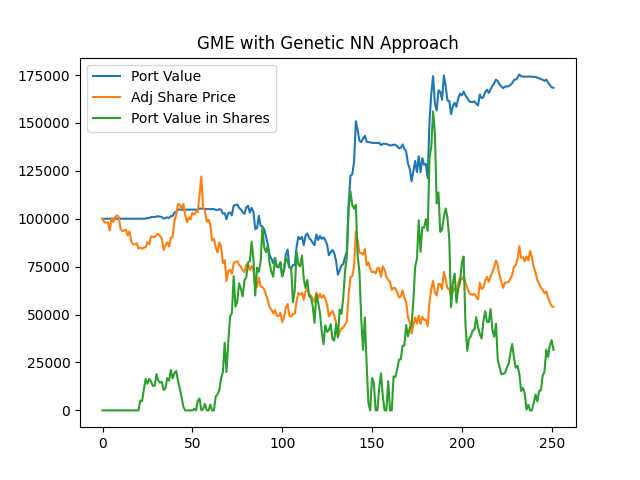 GME with Genetic NN Approach
Port Value
Adj Share Price
Port Value in Shares
175000
150000
125000
100000
75000
50000
25000
0
0 50 100 150 200 250